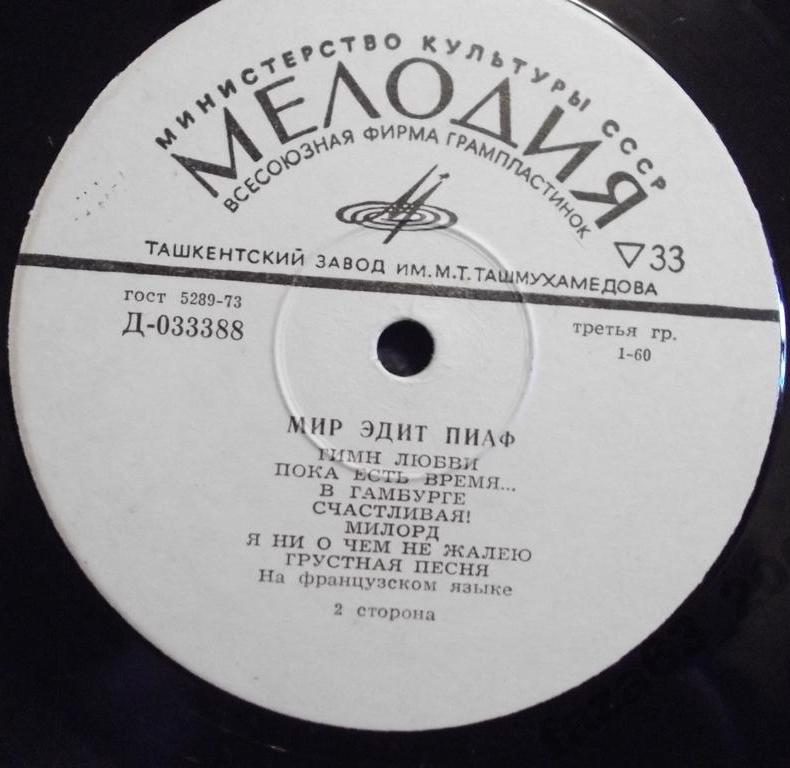 МИНИСТЕРСТВО КУЛЬТУРЫ СССР
МЕЛОДИЯ
ВСЕСОЮЗНАЯ ФИРМА ГРАМПЛАСТИНОК
▽33
ТАШКЕНТСКИЙ ЗАВОД ИМ. М.Т. ТАШМУХАМЕДОВА
гост 5289-73
Д-033388
третья гр.
1-60
МИР ЭДИТ ПИАФ
ГИМН ЛЮБВИ
ПОКА ЕСТЬ ВРЕМЯ...
В ГАМБУРГЕ
СЧАСТЛИВАЯ!
МИЛОРД
Я НИ О ЧЕМ НЕ ЖАЛЕЮ
ГРУСТНАЯ ПЕСНЯ
На французском языке
2 сторона